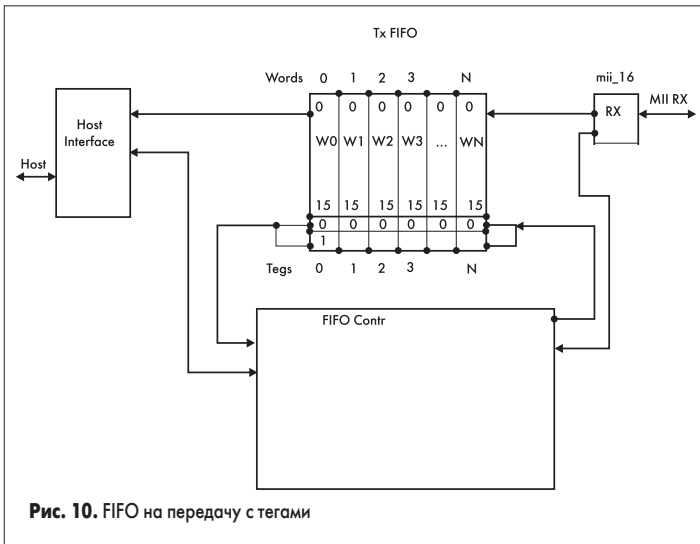 Tx FIFO
Words 0 1 2 3 N
mii_16
0 0 0 0 0 0
RX
MII RX
Host
Interface
W0 W1 W2 W3 ... WN
Host
15 15 15 15 15 15
0 0 0 0 0 0
1
Tegs 0 1 2 3 N
FIFO Contr
Рис. 10. FIFO на передачу с тегами